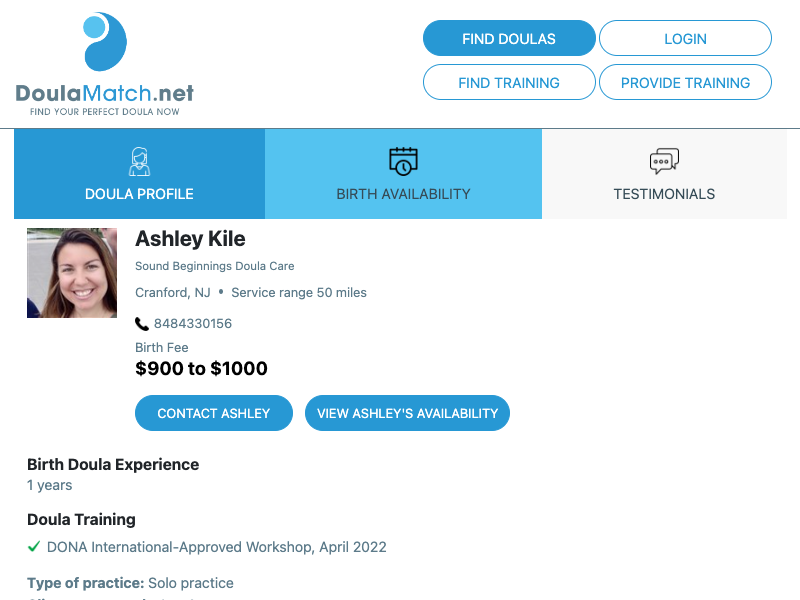 DoulaMatch.net
FIND YOUR PERFECT DOULA NOW
FIND DOULAS
LOGIN
FIND TRAINING
PROVIDE TRAINING
DOULA PROFILE
BIRTH AVAILABILITY
TESTIMONIALS
Ashley Kile
Sound Beginnings Doula Care
Cranford, NJ • Service range 50 miles
8484330156
Birth Fee
$900 to $1000
CONTACT ASHLEY
VIEW ASHLEY'S AVAILABILITY
Birth Doula Experience
1 years
Doula Training
DONA International-Approved Workshop, April 2022
Type of practice: Solo practice